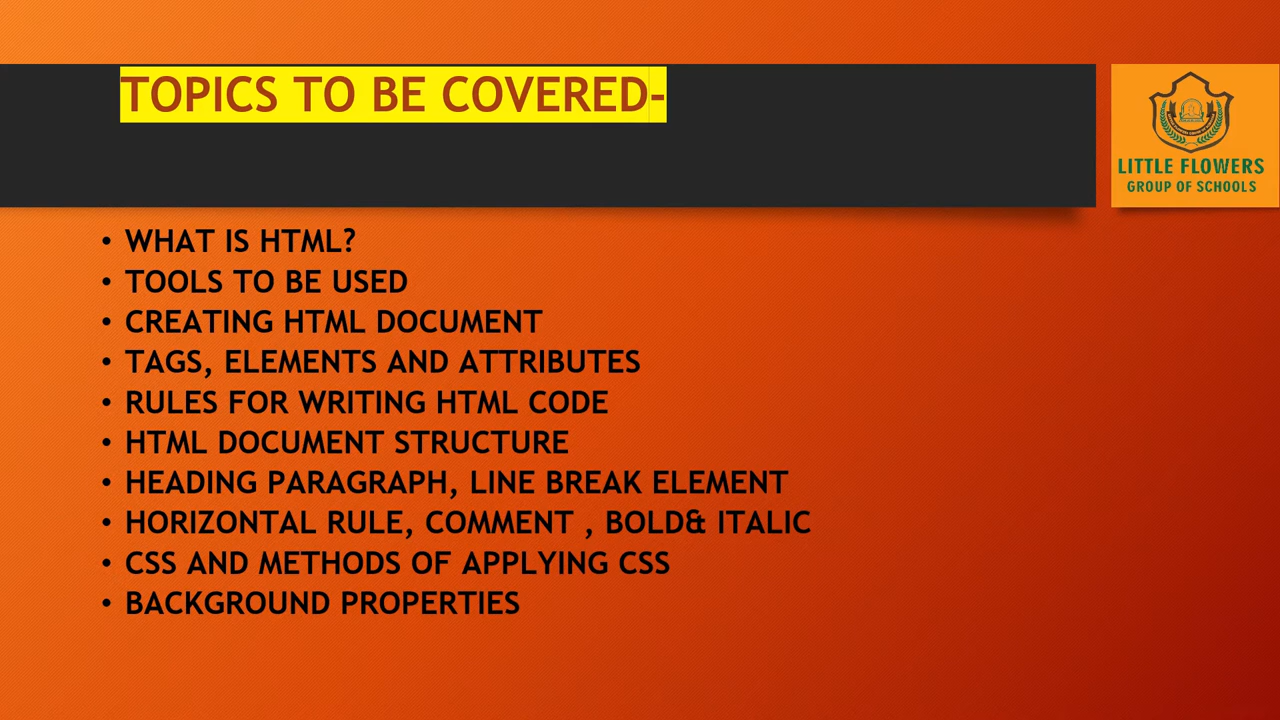 TOPICS TO BE COVERED-
LITTLE FLOWERS
GROUP OF SCHOOLS
• WHAT IS HTML?
• TOOLS TO BE USED
• CREATING HTML DOCUMENT
• TAGS, ELEMENTS AND ATTRIBUTES
• RULES FOR WRITING HTML CODE
• HTML DOCUMENT STRUCTURE
• HEADING PARAGRAPH, LINE BREAK ELEMENT
• HORIZONTAL RULE, COMMENT , BOLD& ITALIC
• CSS AND METHODS OF APPLYING CSS
• BACKGROUND PROPERTIES